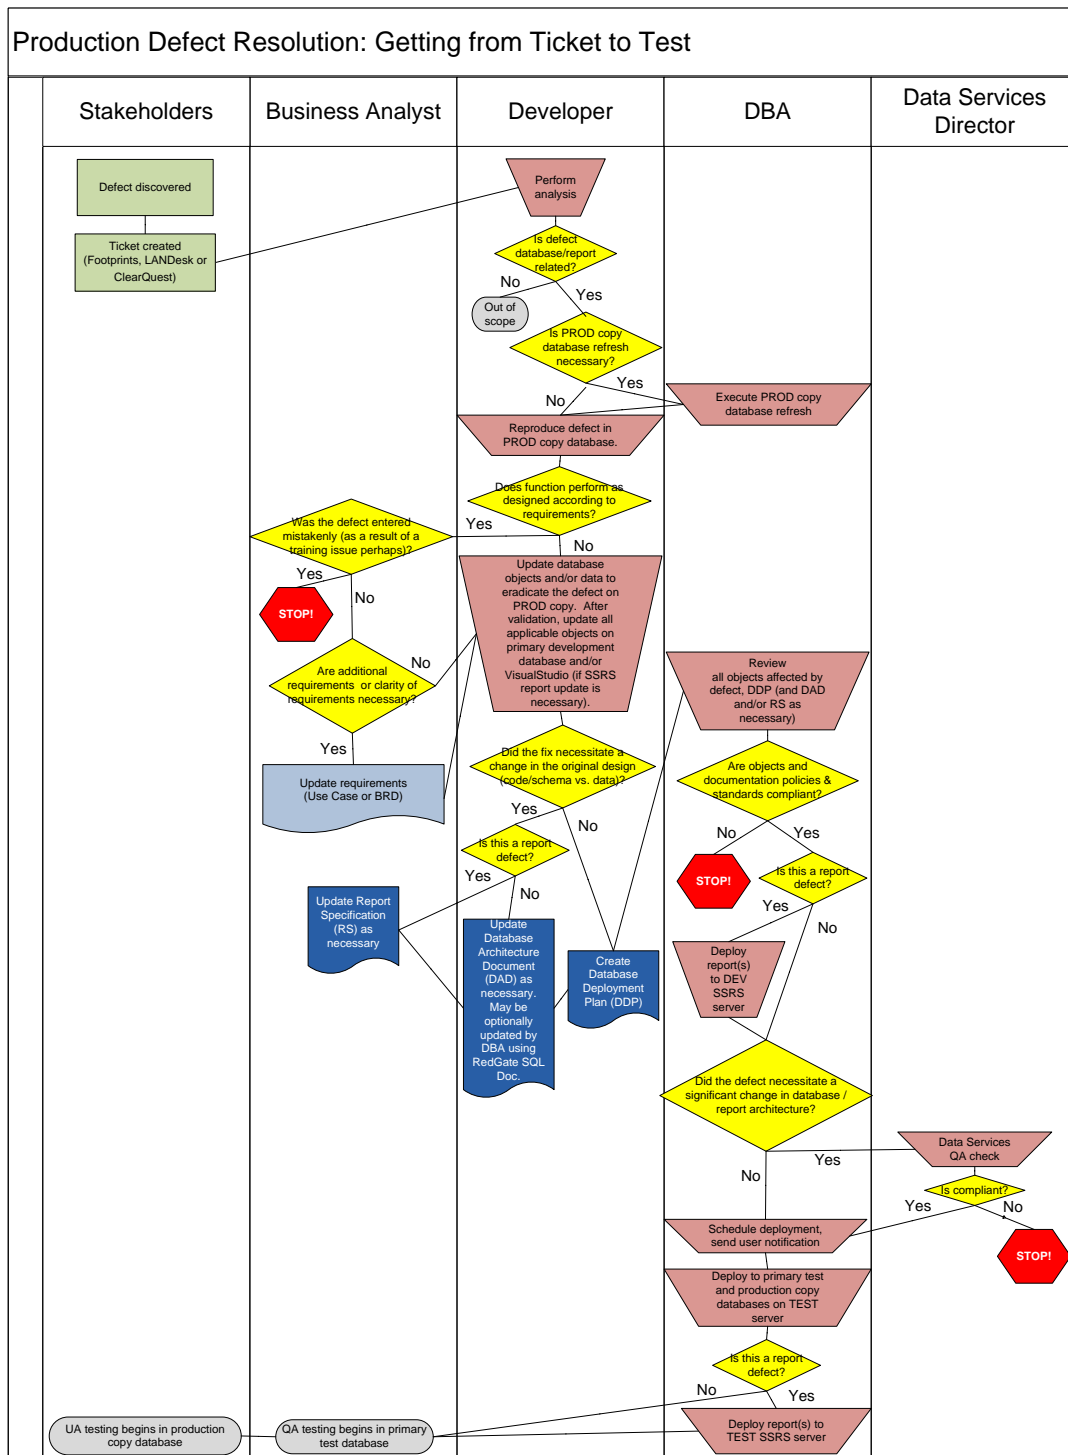 Production Defect Resolution: Getting from Ticket to Test
Stakeholders
Business Analyst
Developer
DBA
Data Services
Director
Defect discovered
Ticket created
(Footprints, LANDesk or
ClearQuest)
Perform
analysis
Is defect
database/report
related?
No
Yes
Out of
scope
Is PROD copy
database refresh
necessary?
Yes
No
Execute PROD copy
database refresh
Reproduce defect in
PROD copy database.
Does function perform as
designed according to
requirements?
Yes
No
Was the defect entered
mistakenly (as a result of a
training issue perhaps)?
Yes
No
STOP!
Are additional
requirements or clarity of
requirements necessary?
No
Yes
Update requirements
(Use Case or BRD)
Update database
objects and/or data to
eradicate the defect on
PROD copy. After
validation, update all
applicable objects on
primary development
database and/or
VisualStudio (if SSRS
report update is
necessary).
Did the fix necessitate a
change in the original design
(code/schema vs. data)?
Yes
No
Is this a report
defect?
Yes
No
Update Report
Specification
(RS) as
necessary
Update
Database
Architecture
Document
(DAD) as
necessary.
May be
optionally
updated by
DBA using
RedGate SQL
Doc.
Create
Database
Deployment
Plan (DDP)
Review
all objects affected by
defect, DDP (and DAD
and/or RS as
necessary)
Are objects and
documentation policies &
standards compliant?
No
Yes
STOP!
Is this a report
defect?
Yes
No
Deploy
report(s)
to DEV
SSRS
server
Did the defect necessitate a
significant change in database /
report architecture?
Yes
No
Data Services
QA check
Is compliant?
Yes
No
STOP!
Schedule deployment,
send user notification
Deploy to primary test
and production copy
databases on TEST
server
Is this a report
defect?
No
Yes
Deploy report(s) to
TEST SSRS server
QA testing begins in primary
test database
UA testing begins in production
copy database